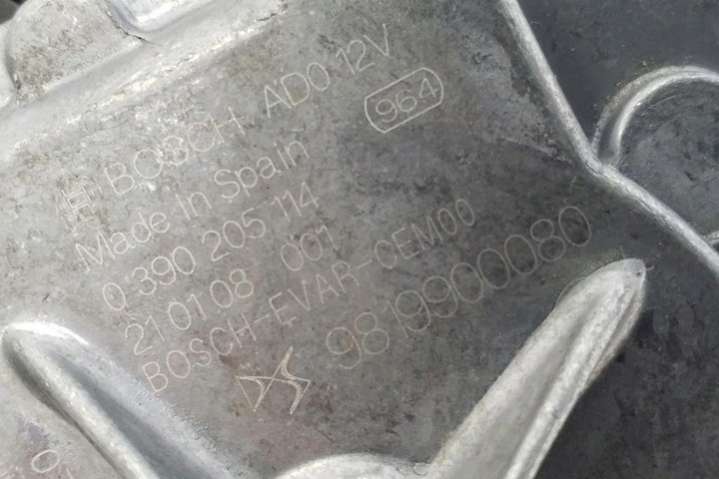 BOSCH AD0 12V
964
Made in Spain
0 390 205 114
210108 001
BOSCH-EVAR-CEM00
9819900080